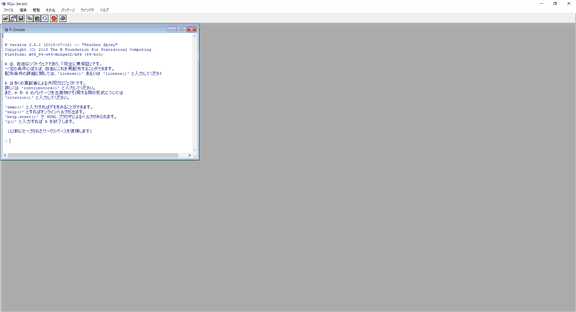 RGui (64-bit)
ファイル 編集 閲覧 その他 パッケージ ウインドウ ヘルプ
R Console
R version 3.5.1 (2018-07-02) -- "Feather Spray"
Copyright (C) 2018 The R Foundation for Statistical Computing
Platform: x86_64-w64-mingw32/x64 (64-bit)
R は、自由なソフトウェアであり、「完全に無保証」です。
一定の条件に従えば、自由にこれを再配布することができます。
配布条件の詳細に関しては、'license()' あるいは 'licence()' と入力してください
R は多くの貢献者による共同プロジェクトです。
詳しくは 'contributors()' と入力してください。
また、R や R のパッケージを出版物で引用する際の形式については
'citation()' と入力してください。
'demo()' と入力すればデモをみることができます。
'help()' とすればオンラインヘルプが出ます。
'help.start()' で HTML ブラウザによるヘルプがみられます。
'q()' と入力すれば R を終了します。
[以前にセーブされたワークスペースを復帰します]
>